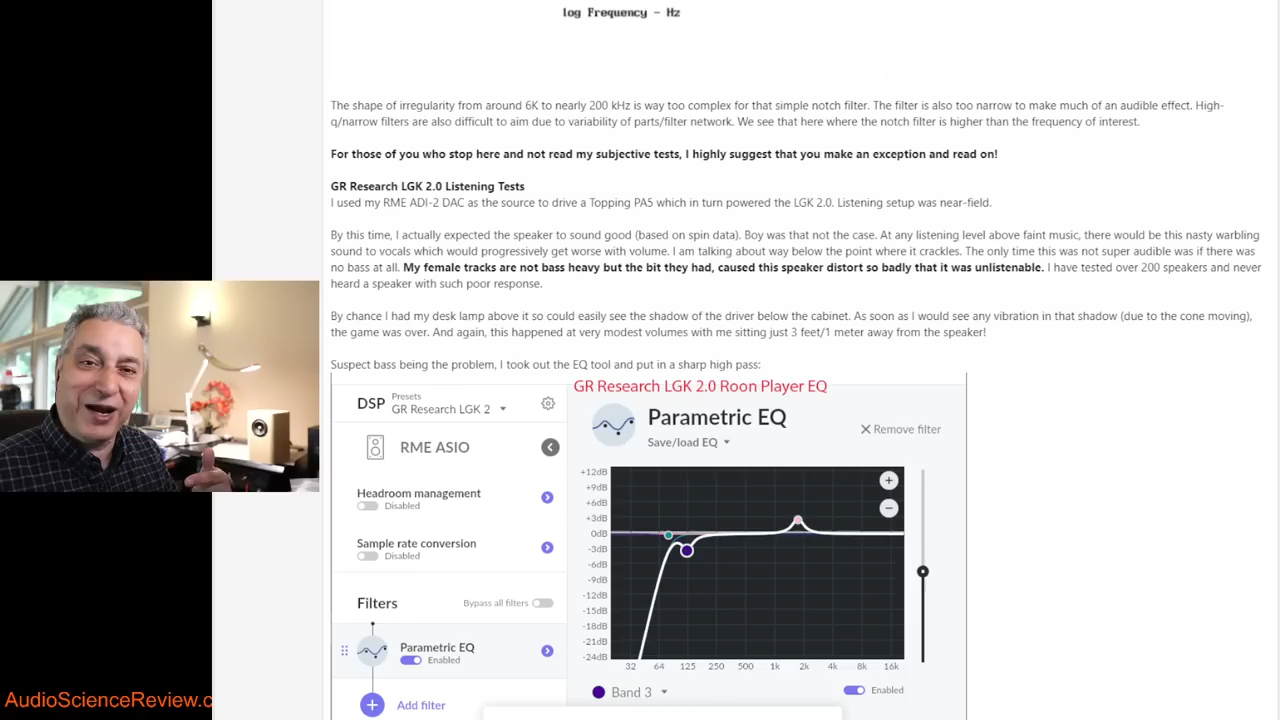 log Frequency - Hz
The shape of irregularity from around 6K to nearly 200 kHz is way too complex for that simple notch filter. The filter is also too narrow to make much of an audible effect. High-
q/narrow filters are also difficult to aim due to variability of parts/filter network. We see that here where the notch filter is higher than the frequency of interest.
For those of you who stop here and not read my subjective tests, I highly suggest that you make an exception and read on!
GR Research LGK 2.0 Listening Tests
I used my RME ADI-2 DAC as the source to drive a Topping PA5 which in turn powered the LGK 2.0. Listening setup was near-field.
By this time, I actually expected the speaker to sound good (based on spin data). Boy was that not the case. At any listening level above faint music, there would be this nasty warbling
sound to vocals which would progressively get worse with volume. I am talking about way below the point where it crackles. The only time this was not super audible was if there was
no bass at all. My female tracks are not bass heavy but the bit they had, caused this speaker distort so badly that it was unlistenable. I have tested over 200 speakers and never
heard a speaker with such poor response.
By chance I had my desk lamp above it so could easily see the shadow of the driver below the cabinet. As soon as I would see any vibration in that shadow (due to the cone moving),
the game was over. And again, this happened at very modest volumes with me sitting just 3 feet/1 meter away from the speaker!
Suspect bass being the problem, I took out the EQ tool and put in a sharp high pass:
GR Research LGK 2.0 Roon Player EQ
DSP
Presets
GR Research LGK 2
RME ASIO
Headroom management
Disabled
Sample rate conversion
Disabled
Filters
Bypass all filters
Parametric EQ
Enabled
Add filter
Parametric EQ
Save/load EQ
Remove filter
+12dB
+9dB
+6dB
+3dB
0dB
-3dB
-6dB
-9dB
-12dB
-15dB
-18dB
-21dB
-24dB
32 64 125 250 500 1k 2k 4k 8k 16k
Band 3
Enabled
AudioScienceReview.c